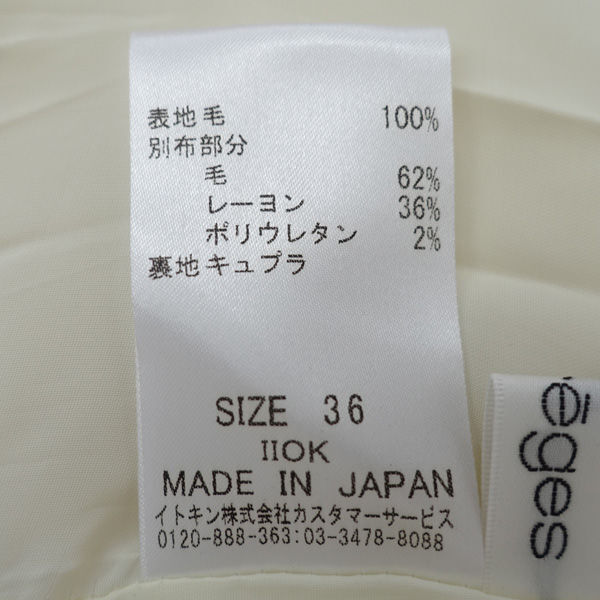 表地 毛 100%
別布部分
毛 62%
レーヨン 36%
ポリウレタン 2%
裏地 キュプラ
SIZE 36
IIOK
MADE IN JAPAN
イトキン株式会社カスタマーサービス
0120-888-363:03-3478-8088
ēges